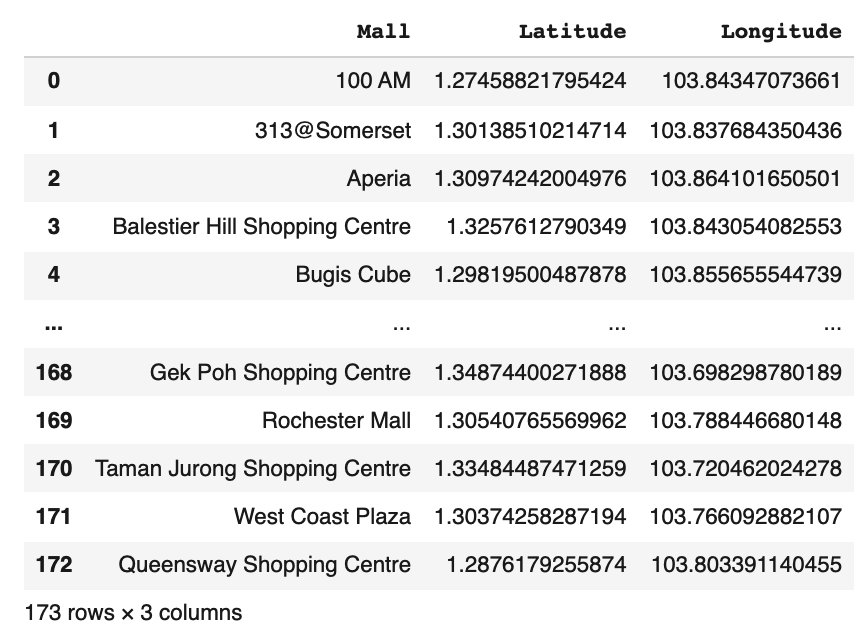 Mall Latitude Longitude
0 100 AM 1.27458821795424 103.84347073661
1 313@Somerset 1.30138510214714 103.837684350436
2 Aperia 1.30974242004976 103.864101650501
3 Balestier Hill Shopping Centre 1.3257612790349 103.843054082553
4 Bugis Cube 1.29819500487878 103.855655544739
... ... ... ...
168 Gek Poh Shopping Centre 1.34874400271888 103.698298780189
169 Rochester Mall 1.30540765569962 103.788446680148
170 Taman Jurong Shopping Centre 1.33484487471259 103.720462024278
171 West Coast Plaza 1.30374258287194 103.766092882107
172 Queensway Shopping Centre 1.2876179255874 103.803391140455
173 rows × 3 columns